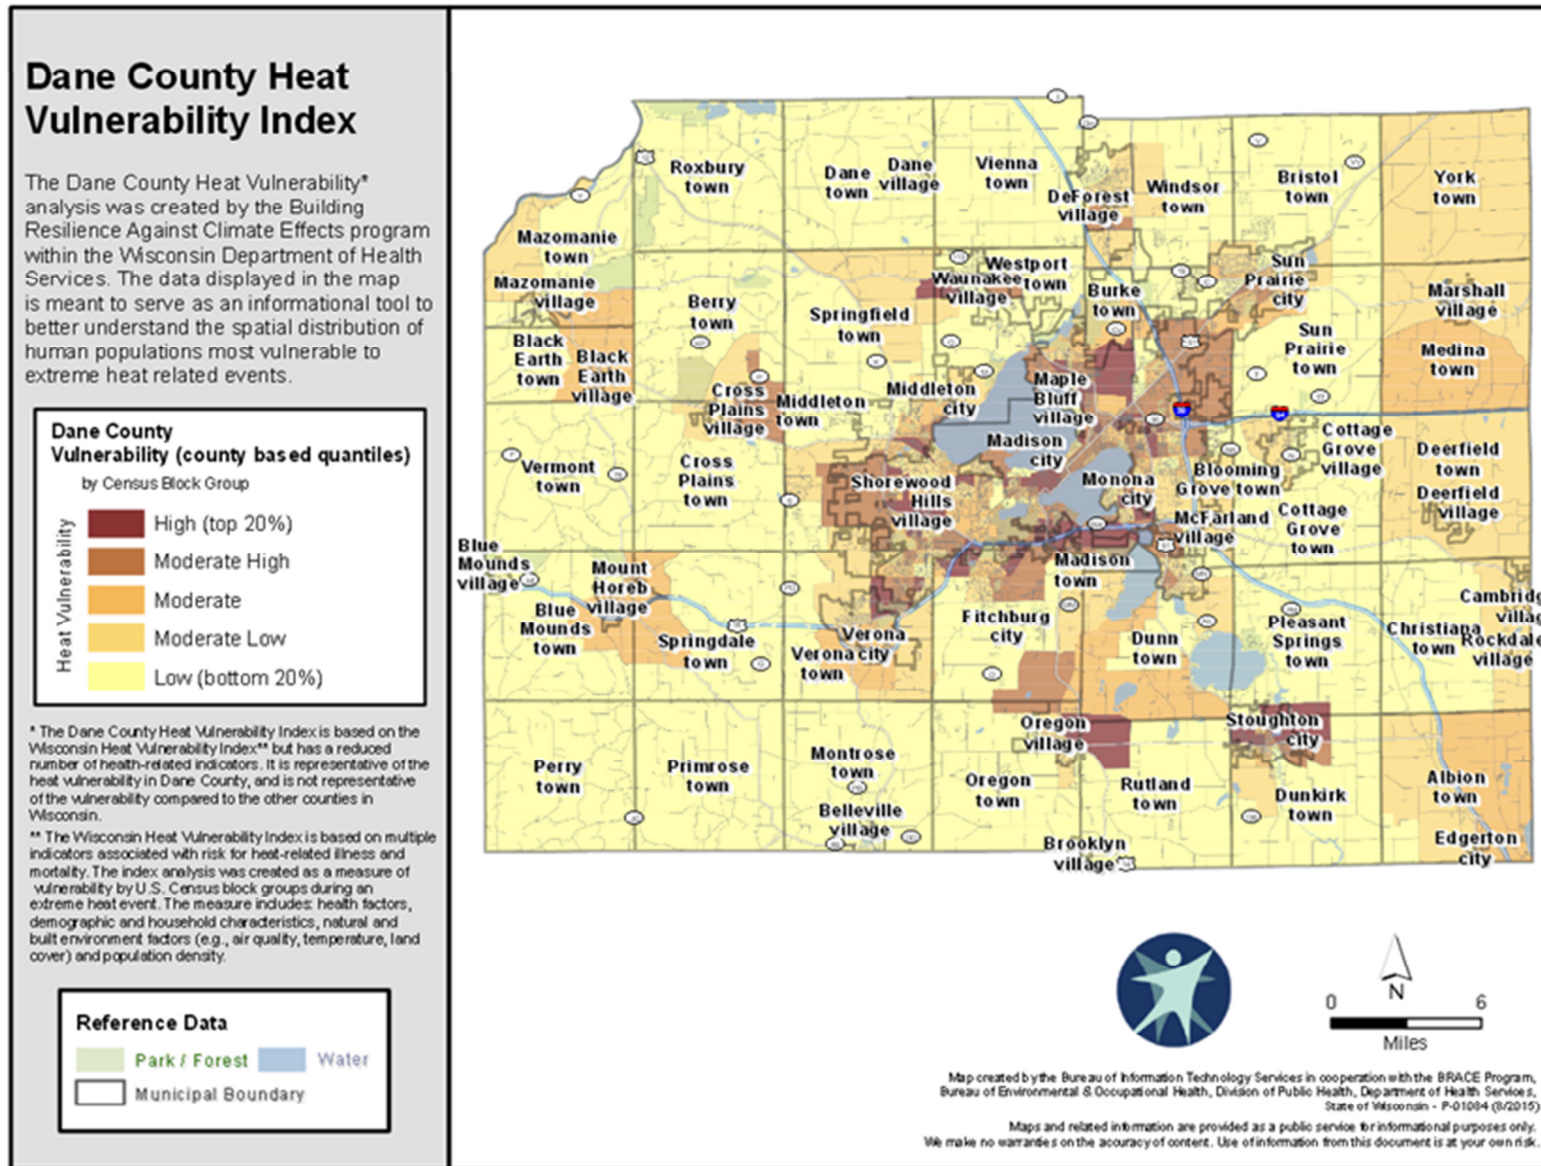 Dane County Heat
Vulnerability Index
The Dane County Heat Vulnerability*
analysis was created by the Building
Resilience Against Climate Effects program
within the Wisconsin Department of Health
Services. The data displayed in the map
is meant to serve as an informational tool to
better understand the spatial distribution of
human populations most vulnerable to
extreme heat related events.
Dane County
Vulnerability (county based quantiles)
by Census Block Group
Heat Vulnerability
High (top 20%)
Moderate High
Moderate
Moderate Low
Low (bottom 20%)
* The Dane County Heat Vulnerability Index is based on the
Wisconsin Heat Vulnerability Index** but has a reduced
number of health-related indicators. It is representative of the
heat vulnerability in Dane County, and is not representative
of the vulnerability compared to the other counties in
Wisconsin.
** The Wisconsin Heat Vulnerability Index is based on multiple
indicators associated with risk for heat-related illness and
mortality. The index analysis was created as a measure of
vulnerability by U.S. Census block groups during an
extreme heat event. The measure includes: health factors,
demographic and household characteristics, natural and
built environment factors (e.g., air quality, temperature, land
cover) and population density.
Reference Data
Park / Forest
Water
Municipal Boundary
Roxbury
town
Dane
town
Dane
village
Vienna
town
DeForest
village
Windsor
town
Bristol
town
York
town
Mazomanie
town
Mazomanie
village
Berry
town
Springfield
town
Waunakee
village
Westport
town
Burke
town
Sun
Prairie
city
Marshall
village
Black
Earth
town
Black
Earth
village
Cross
Plains
village
Middleton
town
Middleton
city
Maple
Bluff
village
Sun
Prairie
town
Medina
town
Vermont
town
Cross
Plains
town
Shorewood
Hills
village
Madison
city
Monona
city
Blooming
Grove town
Cottage
Grove
village
Deerfield
town
Deerfield
village
McFarland
village
Cottage
Grove
town
Blue
Mounds
village
Mount
Horeb
village
Madison
town
Blue
Mounds
town
Springdale
town
Verona
city
Verona
town
Fitchburg
city
Dunn
town
Pleasant
Springs
town
Christiana
town
Cambridg
villag
Rockdale
village
Perry
town
Primrose
town
Montrose
town
Belleville
village
Oregon
village
Oregon
town
Rutland
town
Brooklyn
village
Stoughton
city
Dunkirk
town
Albion
town
Edgerton
city
N
0 6
Miles
Map created by the Bureau of Information Technology Services in cooperation with the BRACE Program,
Bureau of Environmental & Occupational Health, Division of Public Health, Department of Health Services,
State of Wisconsin - P-01084 (8/2015)
Maps and related information are provided as a public service for informational purposes only.
We make no warranties on the accuracy of content. Use of information from this document is at your own risk.